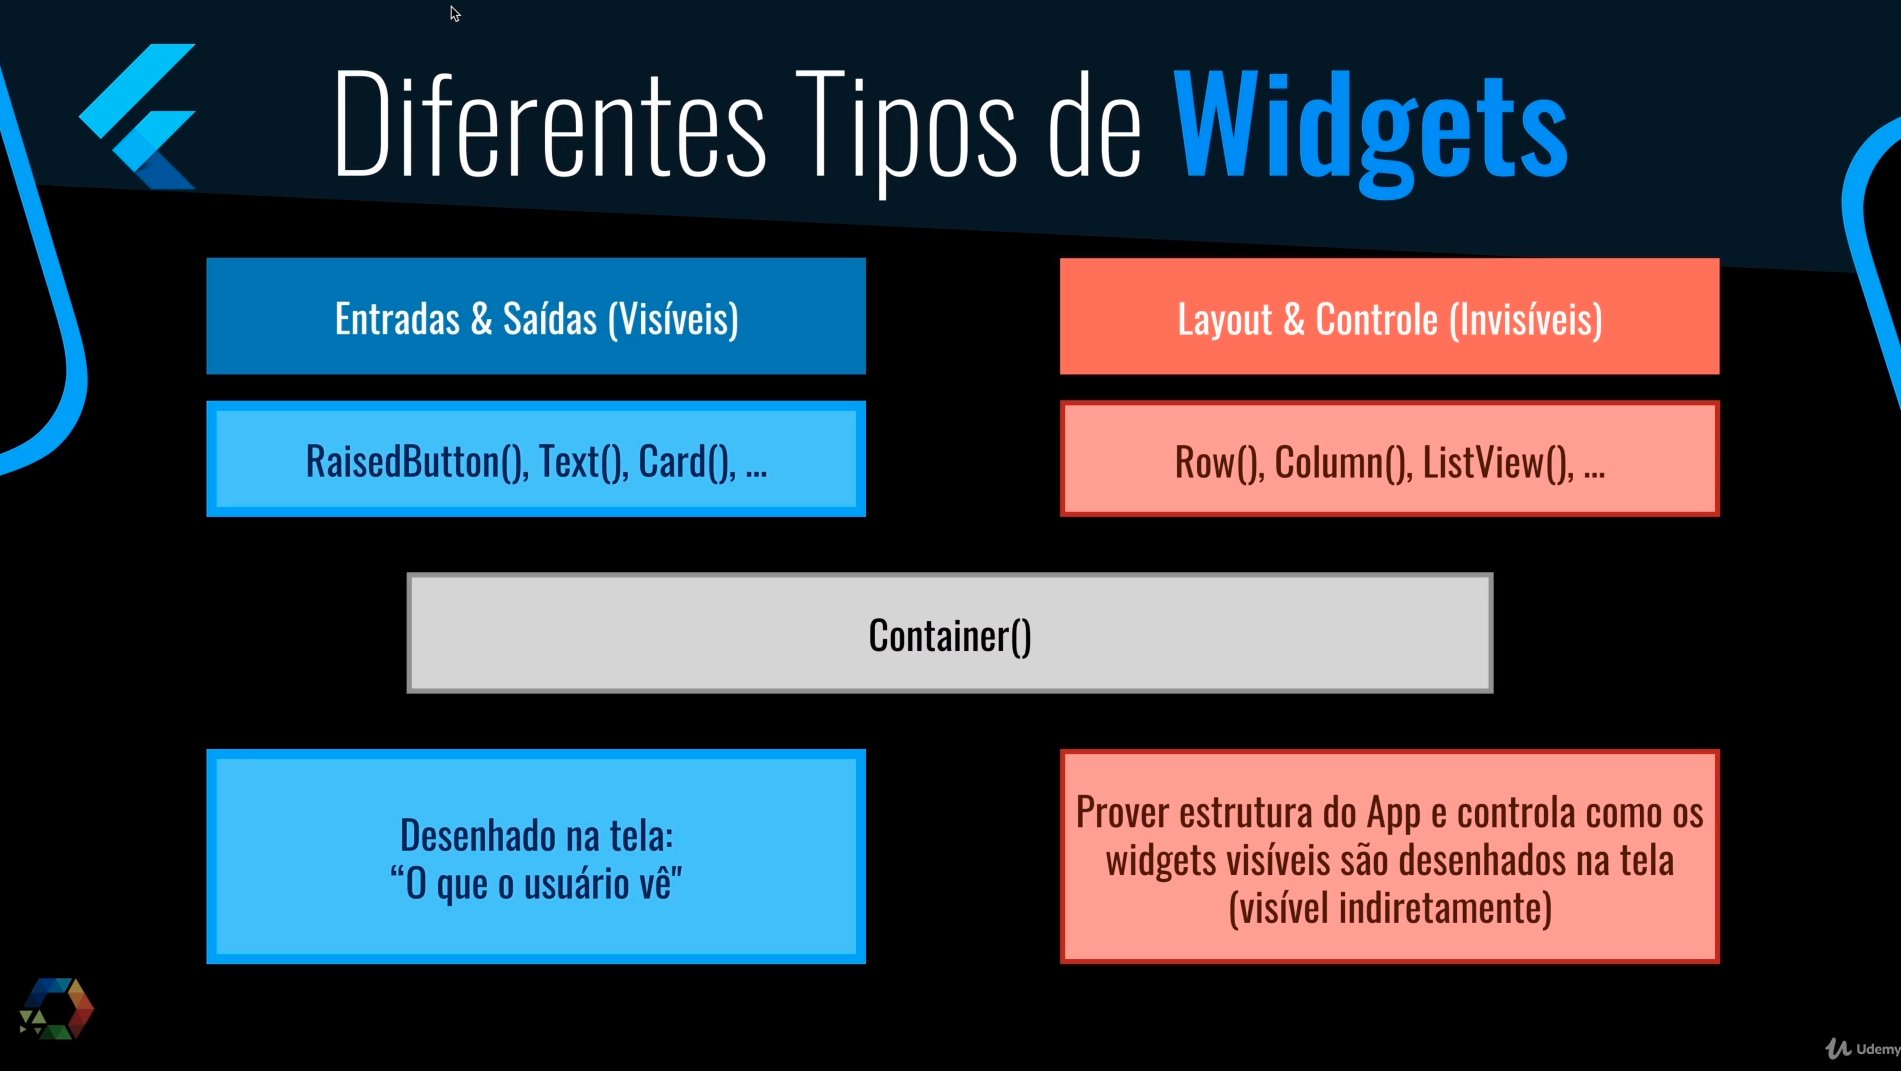 Diferentes Tipos de Widgets
Entradas & Saídas (Visíveis)
Layout & Controle (Invisíveis)
RaisedButton(), Text(), Card(), ...
Row(), Column(), ListView(), ...
Container()
Desenhado na tela:
“O que o usuário vê"
Prover estrutura do App e controla como os
widgets visíveis são desenhados na tela
(visível indiretamente)
Udemy